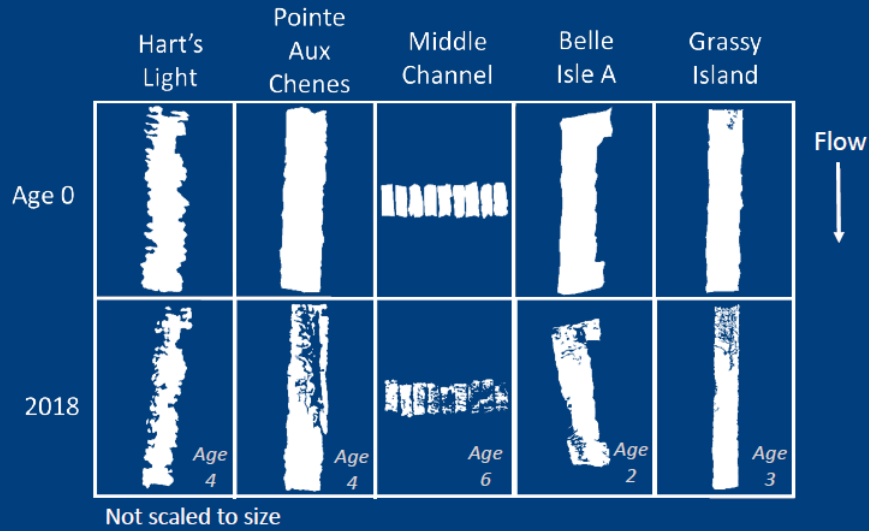 Hart's
Light
Pointe
Aux
Chenes
Middle
Channel
Belle
Isle A
Grassy
Island
Flow
Age 0
2018
Age
4
Age
4
Age
6
Age
2
Age
3
Not scaled to size